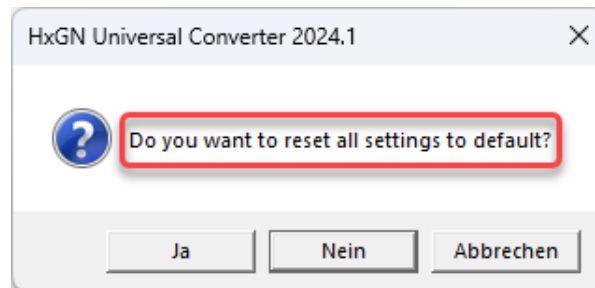 HxGN Universal Converter 2024.1
Do you want to reset all settings to default?
Ja
Nein
Abbrechen